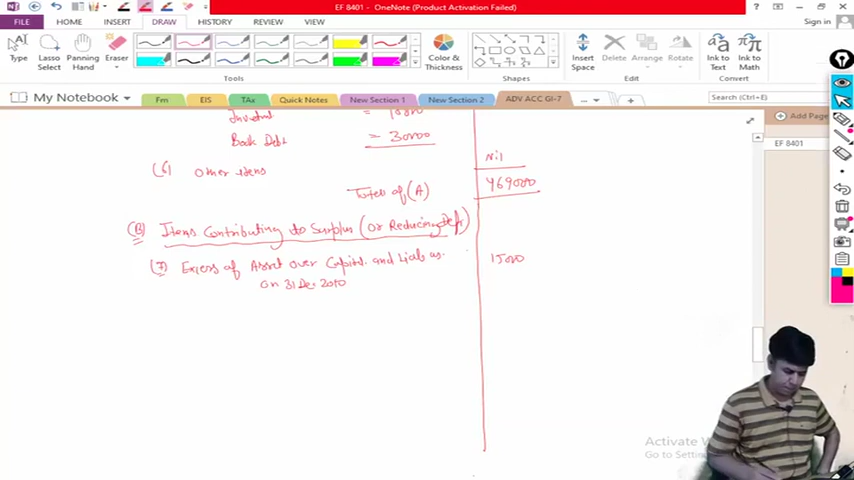 EF 8401 - OneNote (Product Activation Failed)
FILE HOME INSERT DRAW HISTORY REVIEW VIEW
Sign in
Type
Lasso Select
Panning Hand
Eraser
Color & Thickness
Insert Space
Delete
Arrange
Rotate
Ink to Text
Ink to Math
Tools
Shapes
Edit
Convert
My Notebook
Fm
EIS
TAx
Quick Notes
New Section 1
New Section 2
ADV ACC GI-7
Search (Ctrl+E)
Add Page
EF 8401
Book Debt = 30000
Nil
(6) Other items
Total of (A) 469000
(B) Items Contributing to Surplus (or Reducing
(7) Excess of Asset over Capital and Liab as 15000
on 31 Dec 2010
Activate
Go to Setting